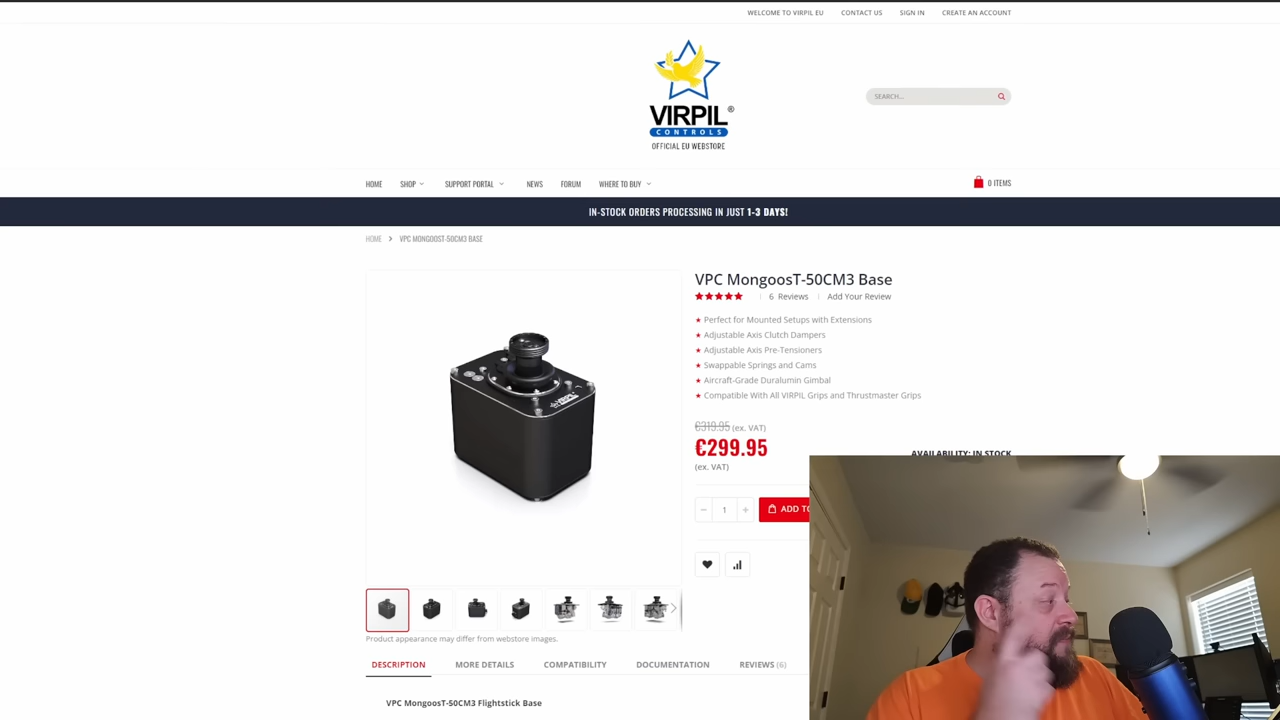 WELCOME TO VIRPIL EU CONTACT US SIGN IN CREATE AN ACCOUNT
VIRPIL®
CONTROLS
OFFICIAL EU WEBSTORE
SEARCH...
HOME SHOP SUPPORT PORTAL NEWS FORUM WHERE TO BUY 0 ITEMS
IN-STOCK ORDERS PROCESSING IN JUST 1-3 DAYS!
HOME VPC MONGOOST-50CM3 BASE
VPC MongoosT-50CM3 Base
6 Reviews Add Your Review
Perfect for Mounted Setups with Extensions
Adjustable Axis Clutch Dampers
Adjustable Axis Pre-Tensioners
Swappable Springs and Cams
Aircraft-Grade Duralumin Gimbal
Compatible With All VIRPIL Grips and Thrustmaster Grips
€319.95 (ex. VAT)
€299.95
(ex. VAT)
AVAILABILITY: IN STOCK
1 ADD TO
VIRPIL
Product appearance may differ from webstore images.
DESCRIPTION MORE DETAILS COMPATIBILITY DOCUMENTATION REVIEWS (6)
VPC MongoosT-50CM3 Flightstick Base